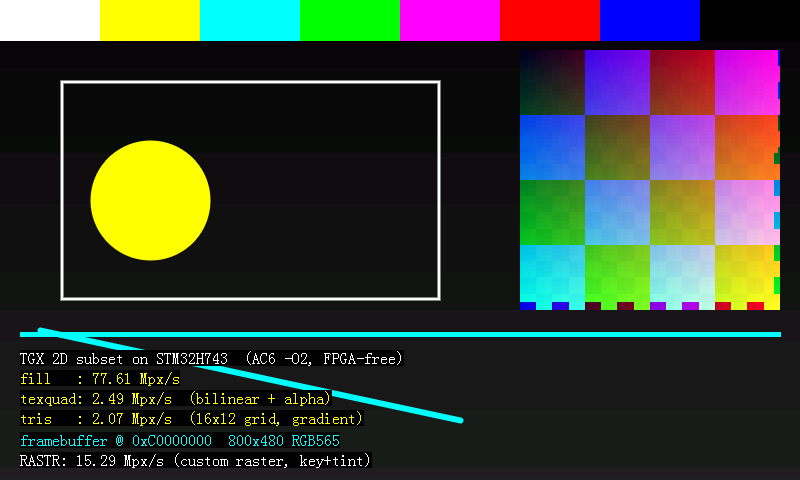 TGX 2D subset on STM32H743  (AC6 -O2, FPGA-free)
fill   : 77.61 Mpx/s
texquad: 2.49 Mpx/s  (bilinear + alpha)
tris   : 2.07 Mpx/s  (16x12 grid, gradient)
framebuffer @ 0xC0000000  800x480 RGB565
RASTR: 15.29 Mpx/s (custom raster, key+tint)